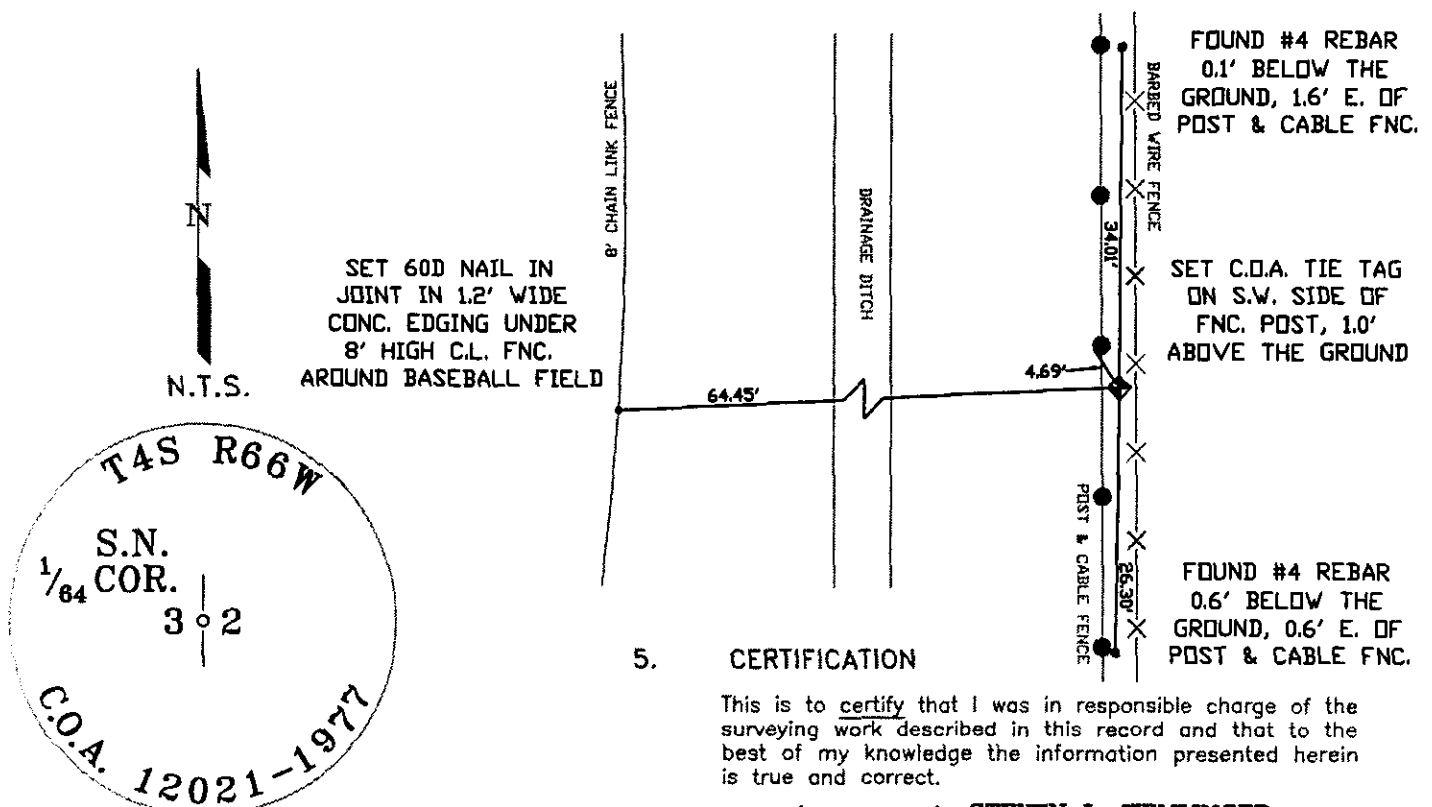 FOUND #4 REBAR
0.1' BELOW THE
GROUND, 1.6' E. OF
POST & CABLE FNC.
8' CHAIN LINK FENCE
DRAINAGE DITCH
BARBED WIRE FENCE
34.01'
N
N.T.S.
SET 60D NAIL IN
JOINT IN 1.2' WIDE
CONC. EDGING UNDER
8' HIGH C.L. FNC.
AROUND BASEBALL FIELD
SET C.O.A. TIE TAG
ON S.W. SIDE OF
FNC. POST, 1.0'
ABOVE THE GROUND
4.69'
64.45'
POST & CABLE FENCE
26.30'
FOUND #4 REBAR
0.6' BELOW THE
GROUND, 0.6' E. OF
POST & CABLE FNC.
T4S R66W
S.N.
1/64 COR.
3 2
C.O.A. 12021-1977
5. CERTIFICATION
This is to certify that I was in responsible charge of the
surveying work described in this record and that to the
best of my knowledge the information presented herein
is true and correct.